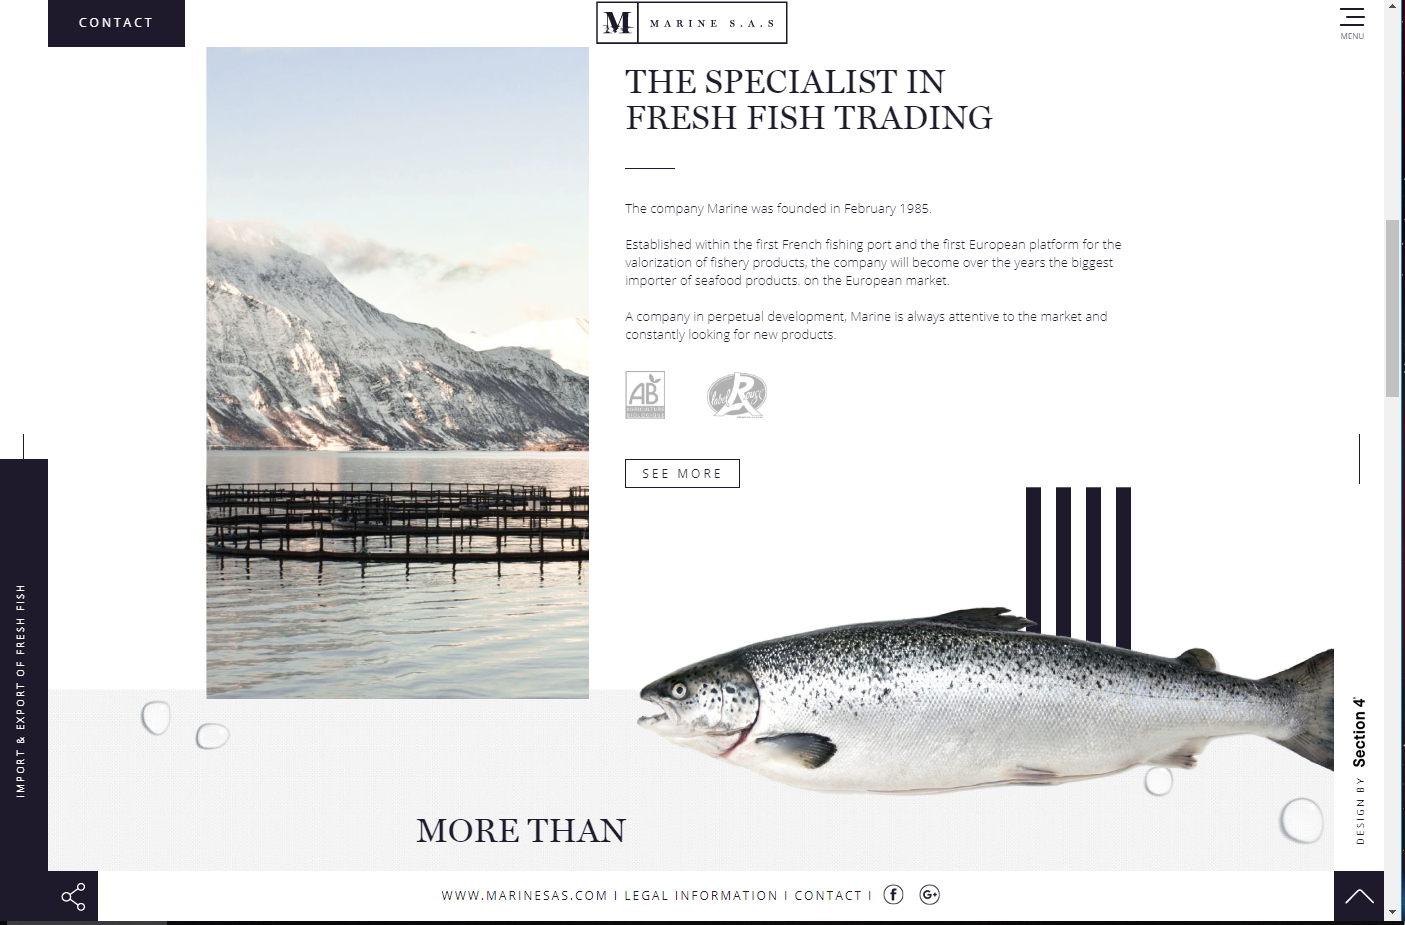 CONTACT
M MARINE S.A.S
MENU
THE SPECIALIST IN
FRESH FISH TRADING
The company Marine was founded in February 1985.
Established within the first French fishing port and the first European platform for the
valorization of fishery products, the company will become over the years the biggest
importer of seafood products. on the European market.
A company in perpetual development, Marine is always attentive to the market and
constantly looking for new products.
AB
AGRICULTURE
BIOLOGIQUE
label Rouge
SEE MORE
IMPORT & EXPORT OF FRESH FISH
DESIGN BY Section 4
MORE THAN
WWW.MARINESAS.COM I LEGAL INFORMATION I CONTACT I
f
G+